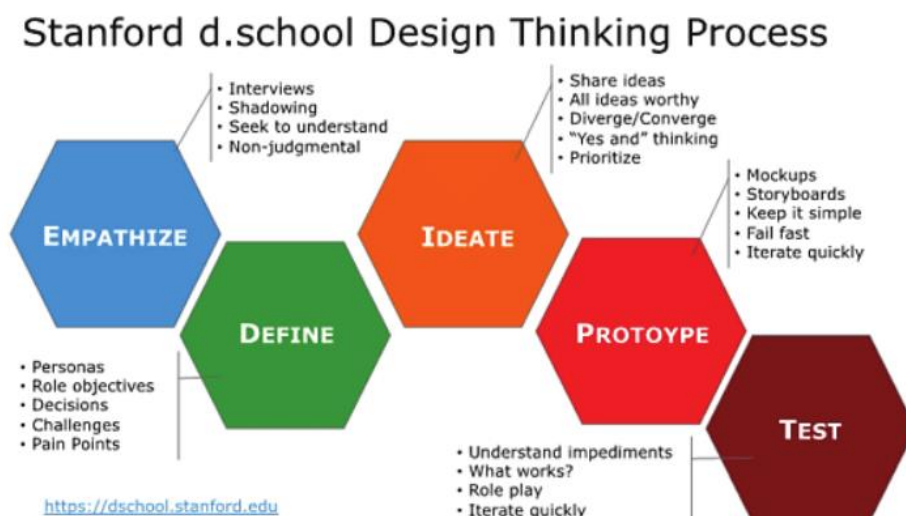 Stanford d.school Design Thinking Process
• Interviews
• Shadowing
• Seek to understand
• Non-judgmental
EMPATHIZE
• Personas
• Role objectives
• Decisions
• Challenges
• Pain Points
DEFINE
• Share ideas
• All ideas worthy
• Diverge/Converge
• “Yes and” thinking
• Prioritize
IDEATE
• Mockups
• Storyboards
• Keep it simple
• Fail fast
• Iterate quickly
PROTOYPE
• Understand impediments
• What works?
• Role play
• Iterate quickly
TEST
https://dschool.stanford.edu